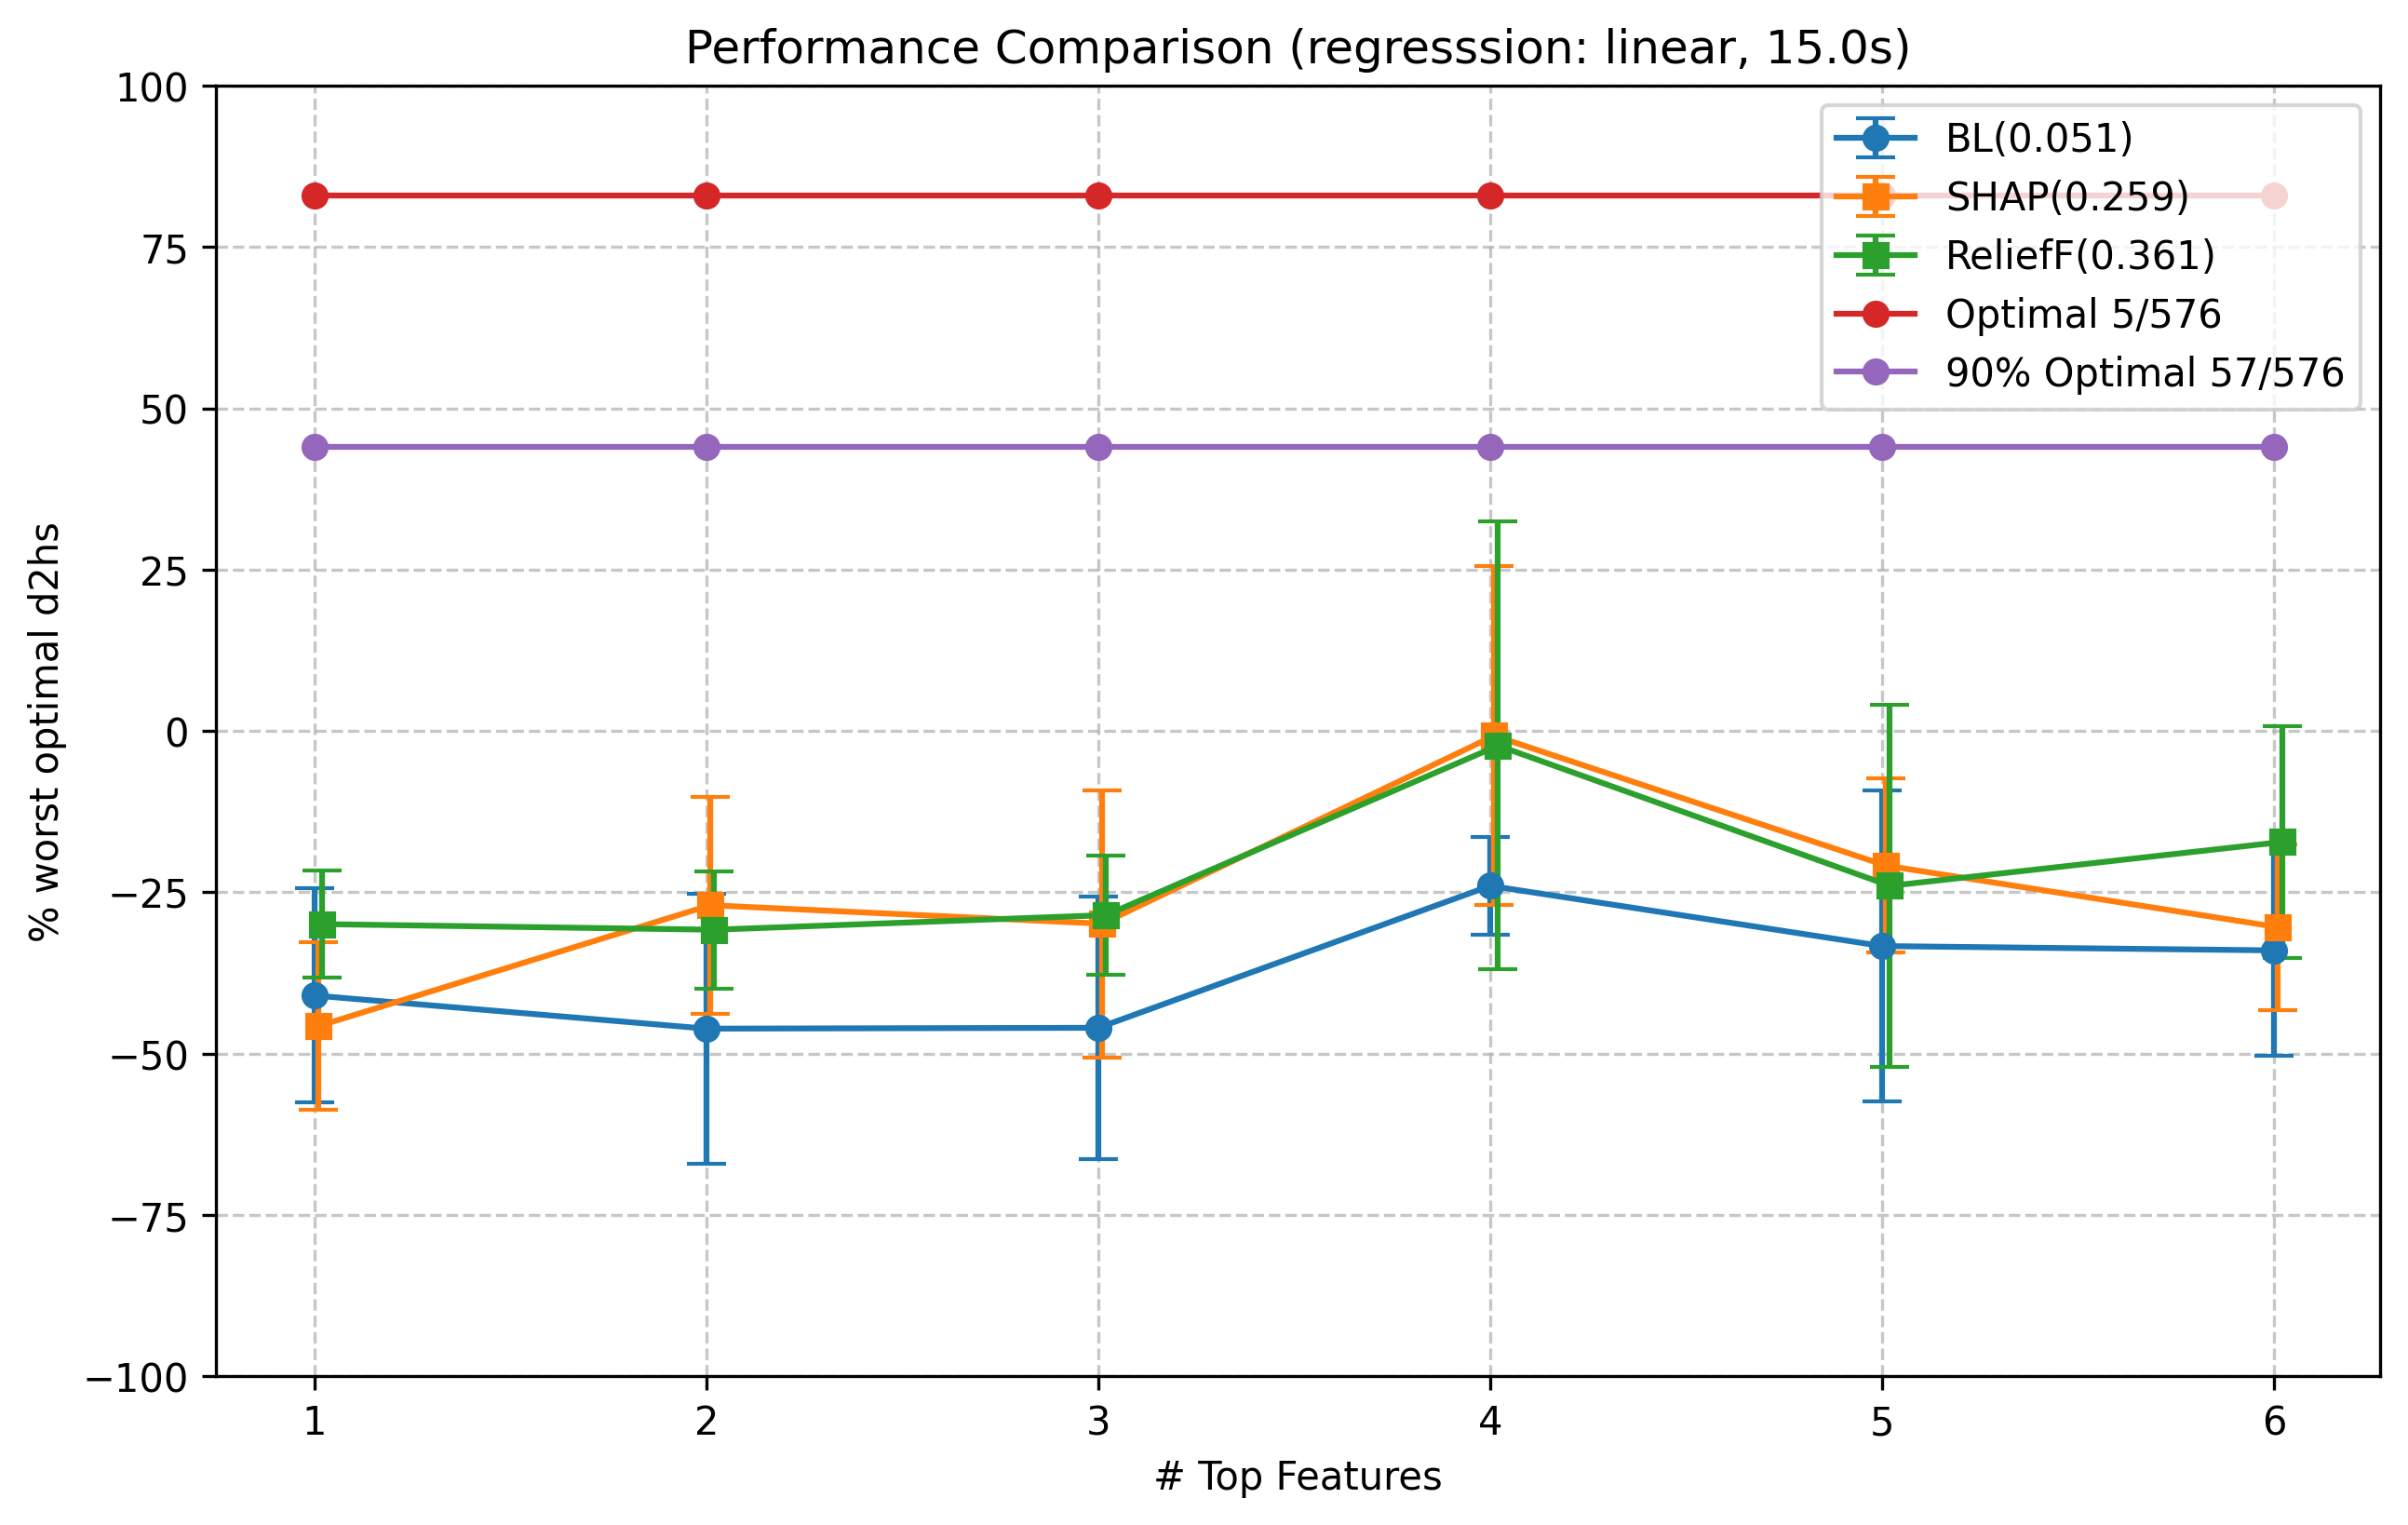 Performance Comparison (regresssion: linear, 15.0s)
100
75
50
25
0
−25
−50
−75
−100
% worst optimal d2hs
BL(0.051)
SHAP(0.259)
ReliefF(0.361)
Optimal 5/576
90% Optimal 57/576
1 2 3 4 5 6
# Top Features